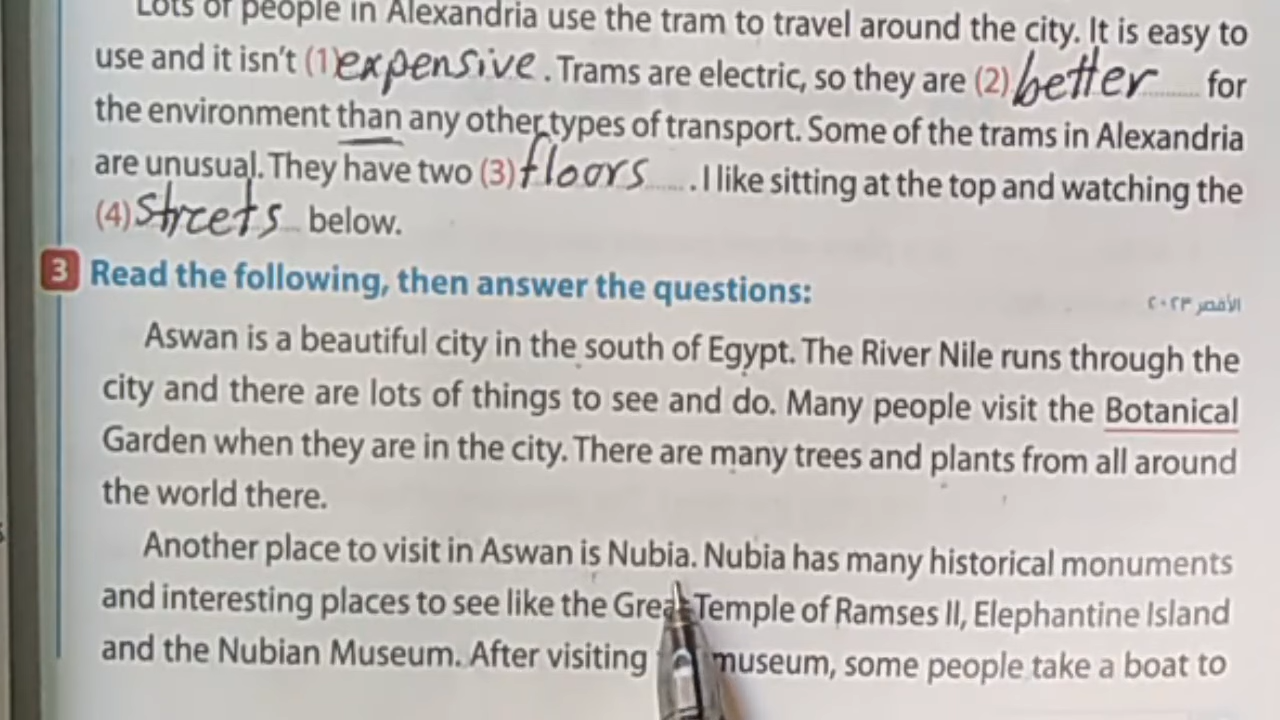 Lots of people in Alexandria use the tram to travel around the city. It is easy to
use and it isn't (1) expensive. Trams are electric, so they are (2) better for
the environment than any other types of transport. Some of the trams in Alexandria
are unusual. They have two (3) floors. I like sitting at the top and watching the
(4) streets below.
3 Read the following, then answer the questions:
الأقصر ٢٠٢٣
Aswan is a beautiful city in the south of Egypt. The River Nile runs through the
city and there are lots of things to see and do. Many people visit the Botanical
Garden when they are in the city. There are many trees and plants from all around
the world there.
Another place to visit in Aswan is Nubia. Nubia has many historical monuments
and interesting places to see like the Great Temple of Ramses II, Elephantine Island
and the Nubian Museum. After visiting museum, some people take a boat to